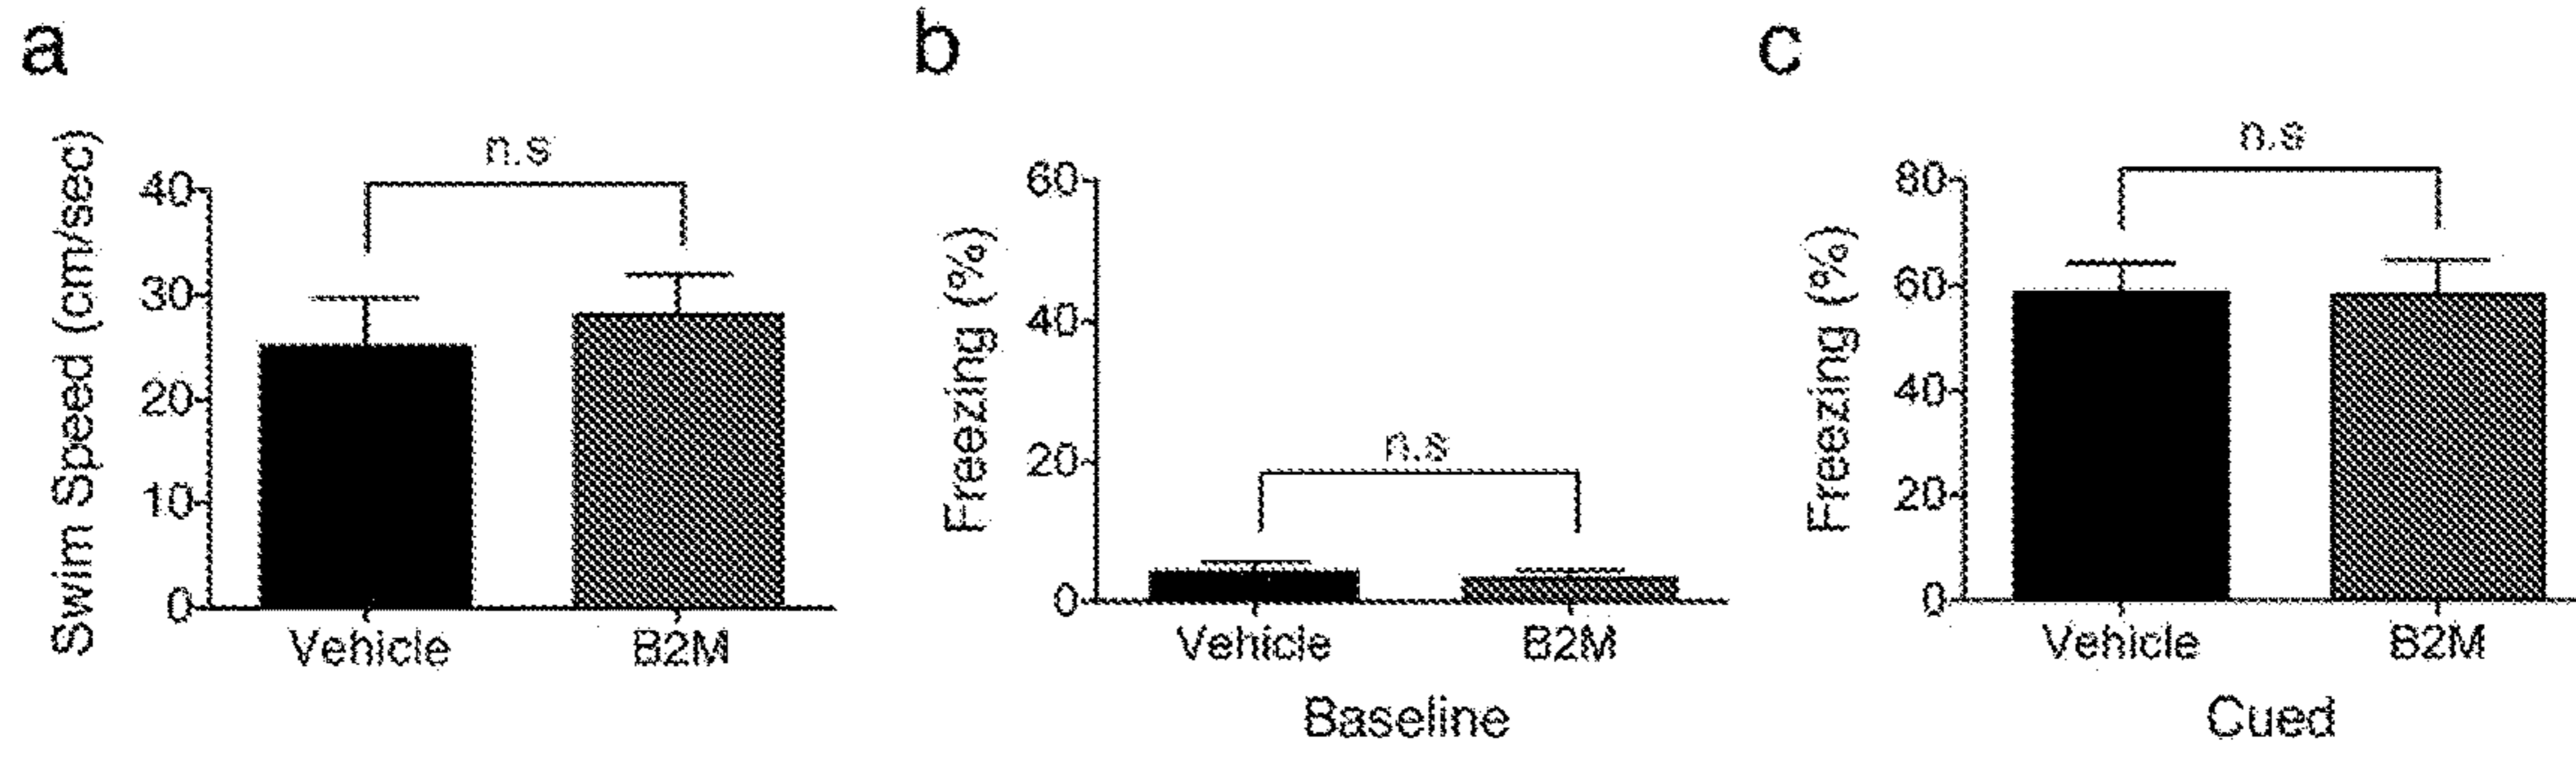 a
n.s
Swim Speed (cm/sec)
40
30
20
10
0
Vehicle
B2M
b
n.s
Freezing (%)
60
40
20
0
Vehicle
B2M
Baseline
c
n.s
Freezing (%)
80
60
40
20
0
Vehicle
B2M
Cued